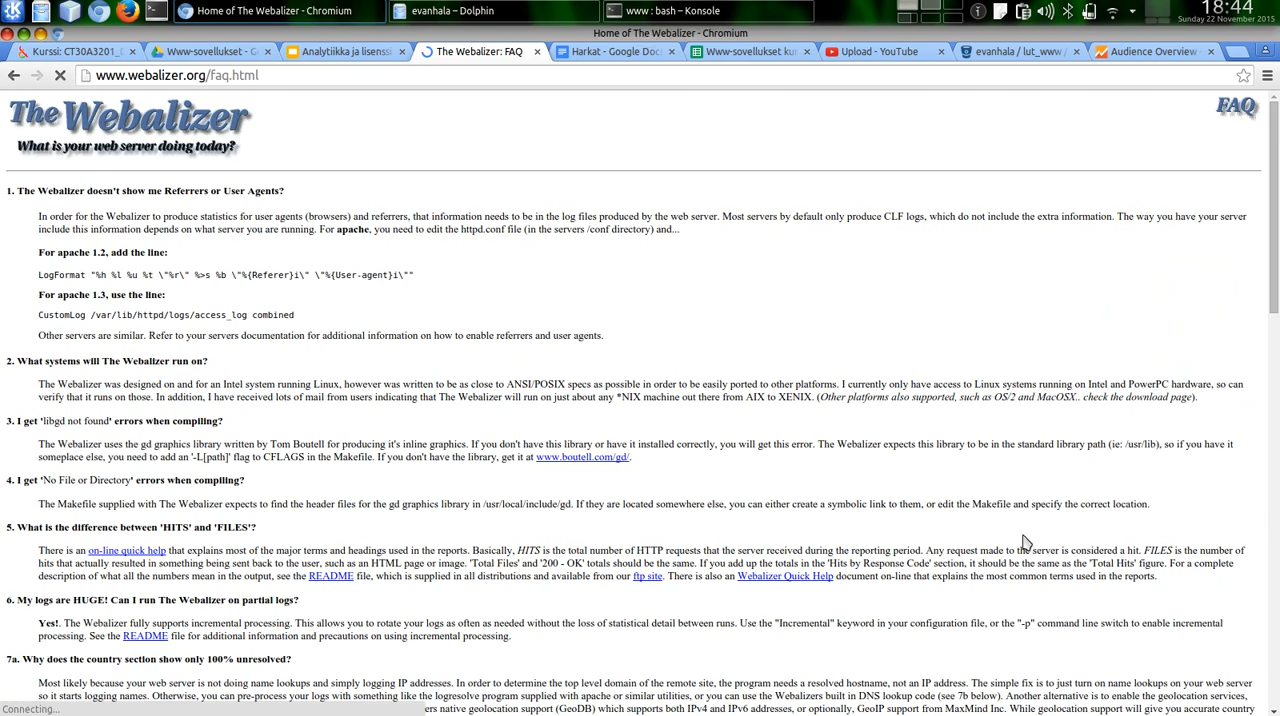 Home of The Webalizer - Chromium
evanhala – Dolphin
www : bash – Konsole
18:44
Sunday 22 November 2015
Home of The Webalizer - Chromium
Kurssi: CT30A3201_
Www-sovellukset - G
Analytiikka ja lisenssi
The Webalizer: FAQ
Harkat - Google Doc
Www-sovellukset ku
Upload - YouTube
evanhala / lut_www /
Audience Overview -
www.webalizer.org/faq.html
The Webalizer
FAQ
What is your web server doing today?
1. The Webalizer doesn't show me Referrers or User Agents?
In order for the Webalizer to produce statistics for user agents (browsers) and referrers, that information needs to be in the log files produced by the web server. Most servers by default only produce CLF logs, which do not include the extra information. The way you have your server
include this information depends on what server you are running. For apache, you need to edit the httpd.conf file (in the servers /conf directory) and...
For apache 1.2, add the line:
LogFormat "%h %l %u %t \"%r\" %>s %b \"%{Referer}i\" \"%{User-agent}i\""
For apache 1.3, use the line:
CustomLog /var/lib/httpd/logs/access_log combined
Other servers are similar. Refer to your servers documentation for additional information on how to enable referrers and user agents.
2. What systems will The Webalizer run on?
The Webalizer was designed on and for an Intel system running Linux, however was written to be as close to ANSI/POSIX specs as possible in order to be easily ported to other platforms. I currently only have access to Linux systems running on Intel and PowerPC hardware, so can
verify that it runs on those. In addition, I have received lots of mail from users indicating that The Webalizer will run on just about any *NIX machine out there from AIX to XENIX. (Other platforms also supported, such as OS/2 and MacOSX.. check the download page).
3. I get 'libgd not found' errors when compiling?
The Webalizer uses the gd graphics library written by Tom Boutell for producing it's inline graphics. If you don't have this library or have it installed correctly, you will get this error. The Webalizer expects this library to be in the standard library path (ie: /usr/lib), so if you have it
someplace else, you need to add an '-L[path]' flag to CFLAGS in the Makefile. If you don't have the library, get it at www.boutell.com/gd/.
4. I get 'No File or Directory' errors when compiling?
The Makefile supplied with The Webalizer expects to find the header files for the gd graphics library in /usr/local/include/gd. If they are located somewhere else, you can either create a symbolic link to them, or edit the Makefile and specify the correct location.
5. What is the difference between 'HITS' and 'FILES'?
There is an on-line quick help that explains most of the major terms and headings used in the reports. Basically, HITS is the total number of HTTP requests that the server received during the reporting period. Any request made to the server is considered a hit. FILES is the number of
hits that actually resulted in something being sent back to the user, such as an HTML page or image. 'Total Files' and '200 - OK' totals should be the same. If you add up the totals in the 'Hits by Response Code' section, it should be the same as the 'Total Hits' figure. For a complete
description of what all the numbers mean in the output, see the README file, which is supplied in all distributions and available from our ftp site. There is also an Webalizer Quick Help document on-line that explains the most common terms used in the reports.
6. My logs are HUGE! Can I run The Webalizer on partial logs?
Yes!. The Webalizer fully supports incremental processing. This allows you to rotate your logs as often as needed without the loss of statistical detail between runs. Use the "Incremental" keyword in your configuration file, or the "-p" command line switch to enable incremental
processing. See the README file for additional information and precautions on using incremental processing.
7a. Why does the country section show only 100% unresolved?
Most likely because your web server is not doing name lookups and simply logging IP addresses. In order to determine the top level domain of the remote site, the program needs a resolved hostname, not an IP address. The simple fix is to just turn on name lookups on your web server
so it starts logging names. Otherwise, you can pre-process your logs with something like the logresolve program supplied with apache or similar utilities, or you can use the Webalizers built in DNS lookup code (see 7b below). Another alternative is to enable the geolocation services,
Connecting...
ers native geolocation support (GeoDB) which supports both IPv4 and IPv6 addresses, or optionally, GeoIP support from MaxMind Inc. While geolocation support will give you accurate country